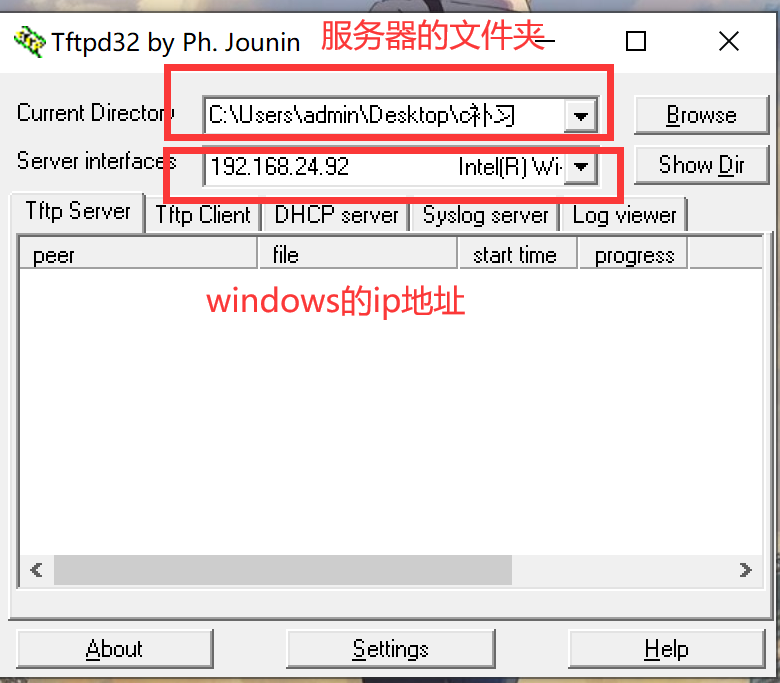 Tftpd32 by Ph. Jounin
服务器的文件夹
Current Directory
C:\Users\admin\Desktop\c补习
Browse
Server interfaces
192.168.24.92 Intel(R) Wi-
Show Dir
Tftp Server
Tftp Client
DHCP server
Syslog server
Log viewer
peer
file
start time
progress
windows的ip地址
About
Settings
Help